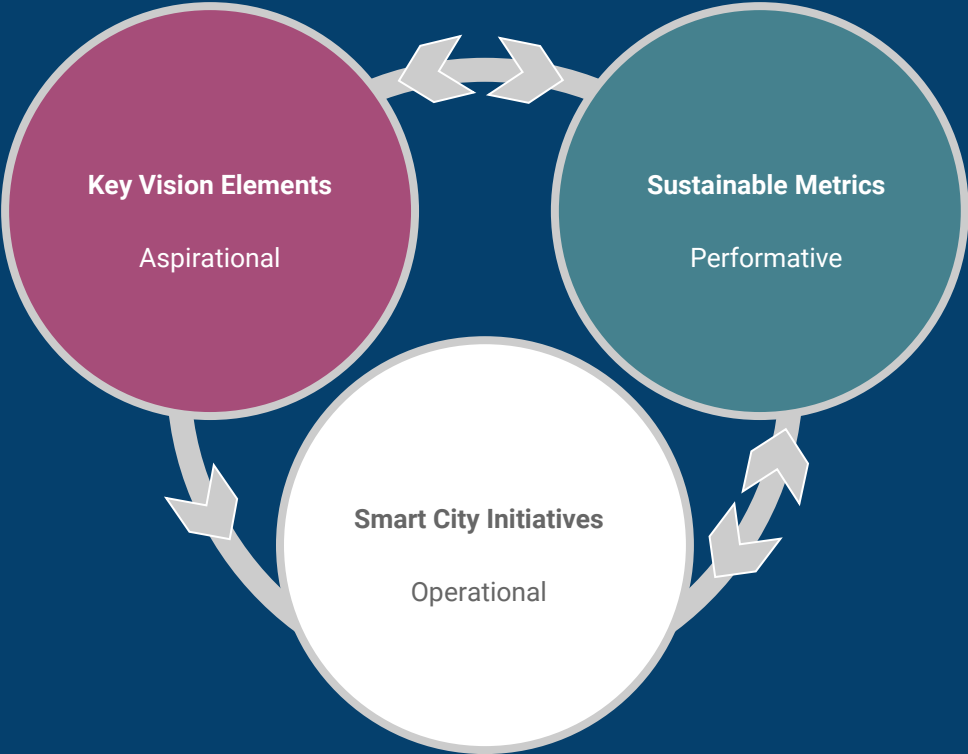 Key Vision Elements
Aspirational
Sustainable Metrics
Performative
Smart City Initiatives
Operational